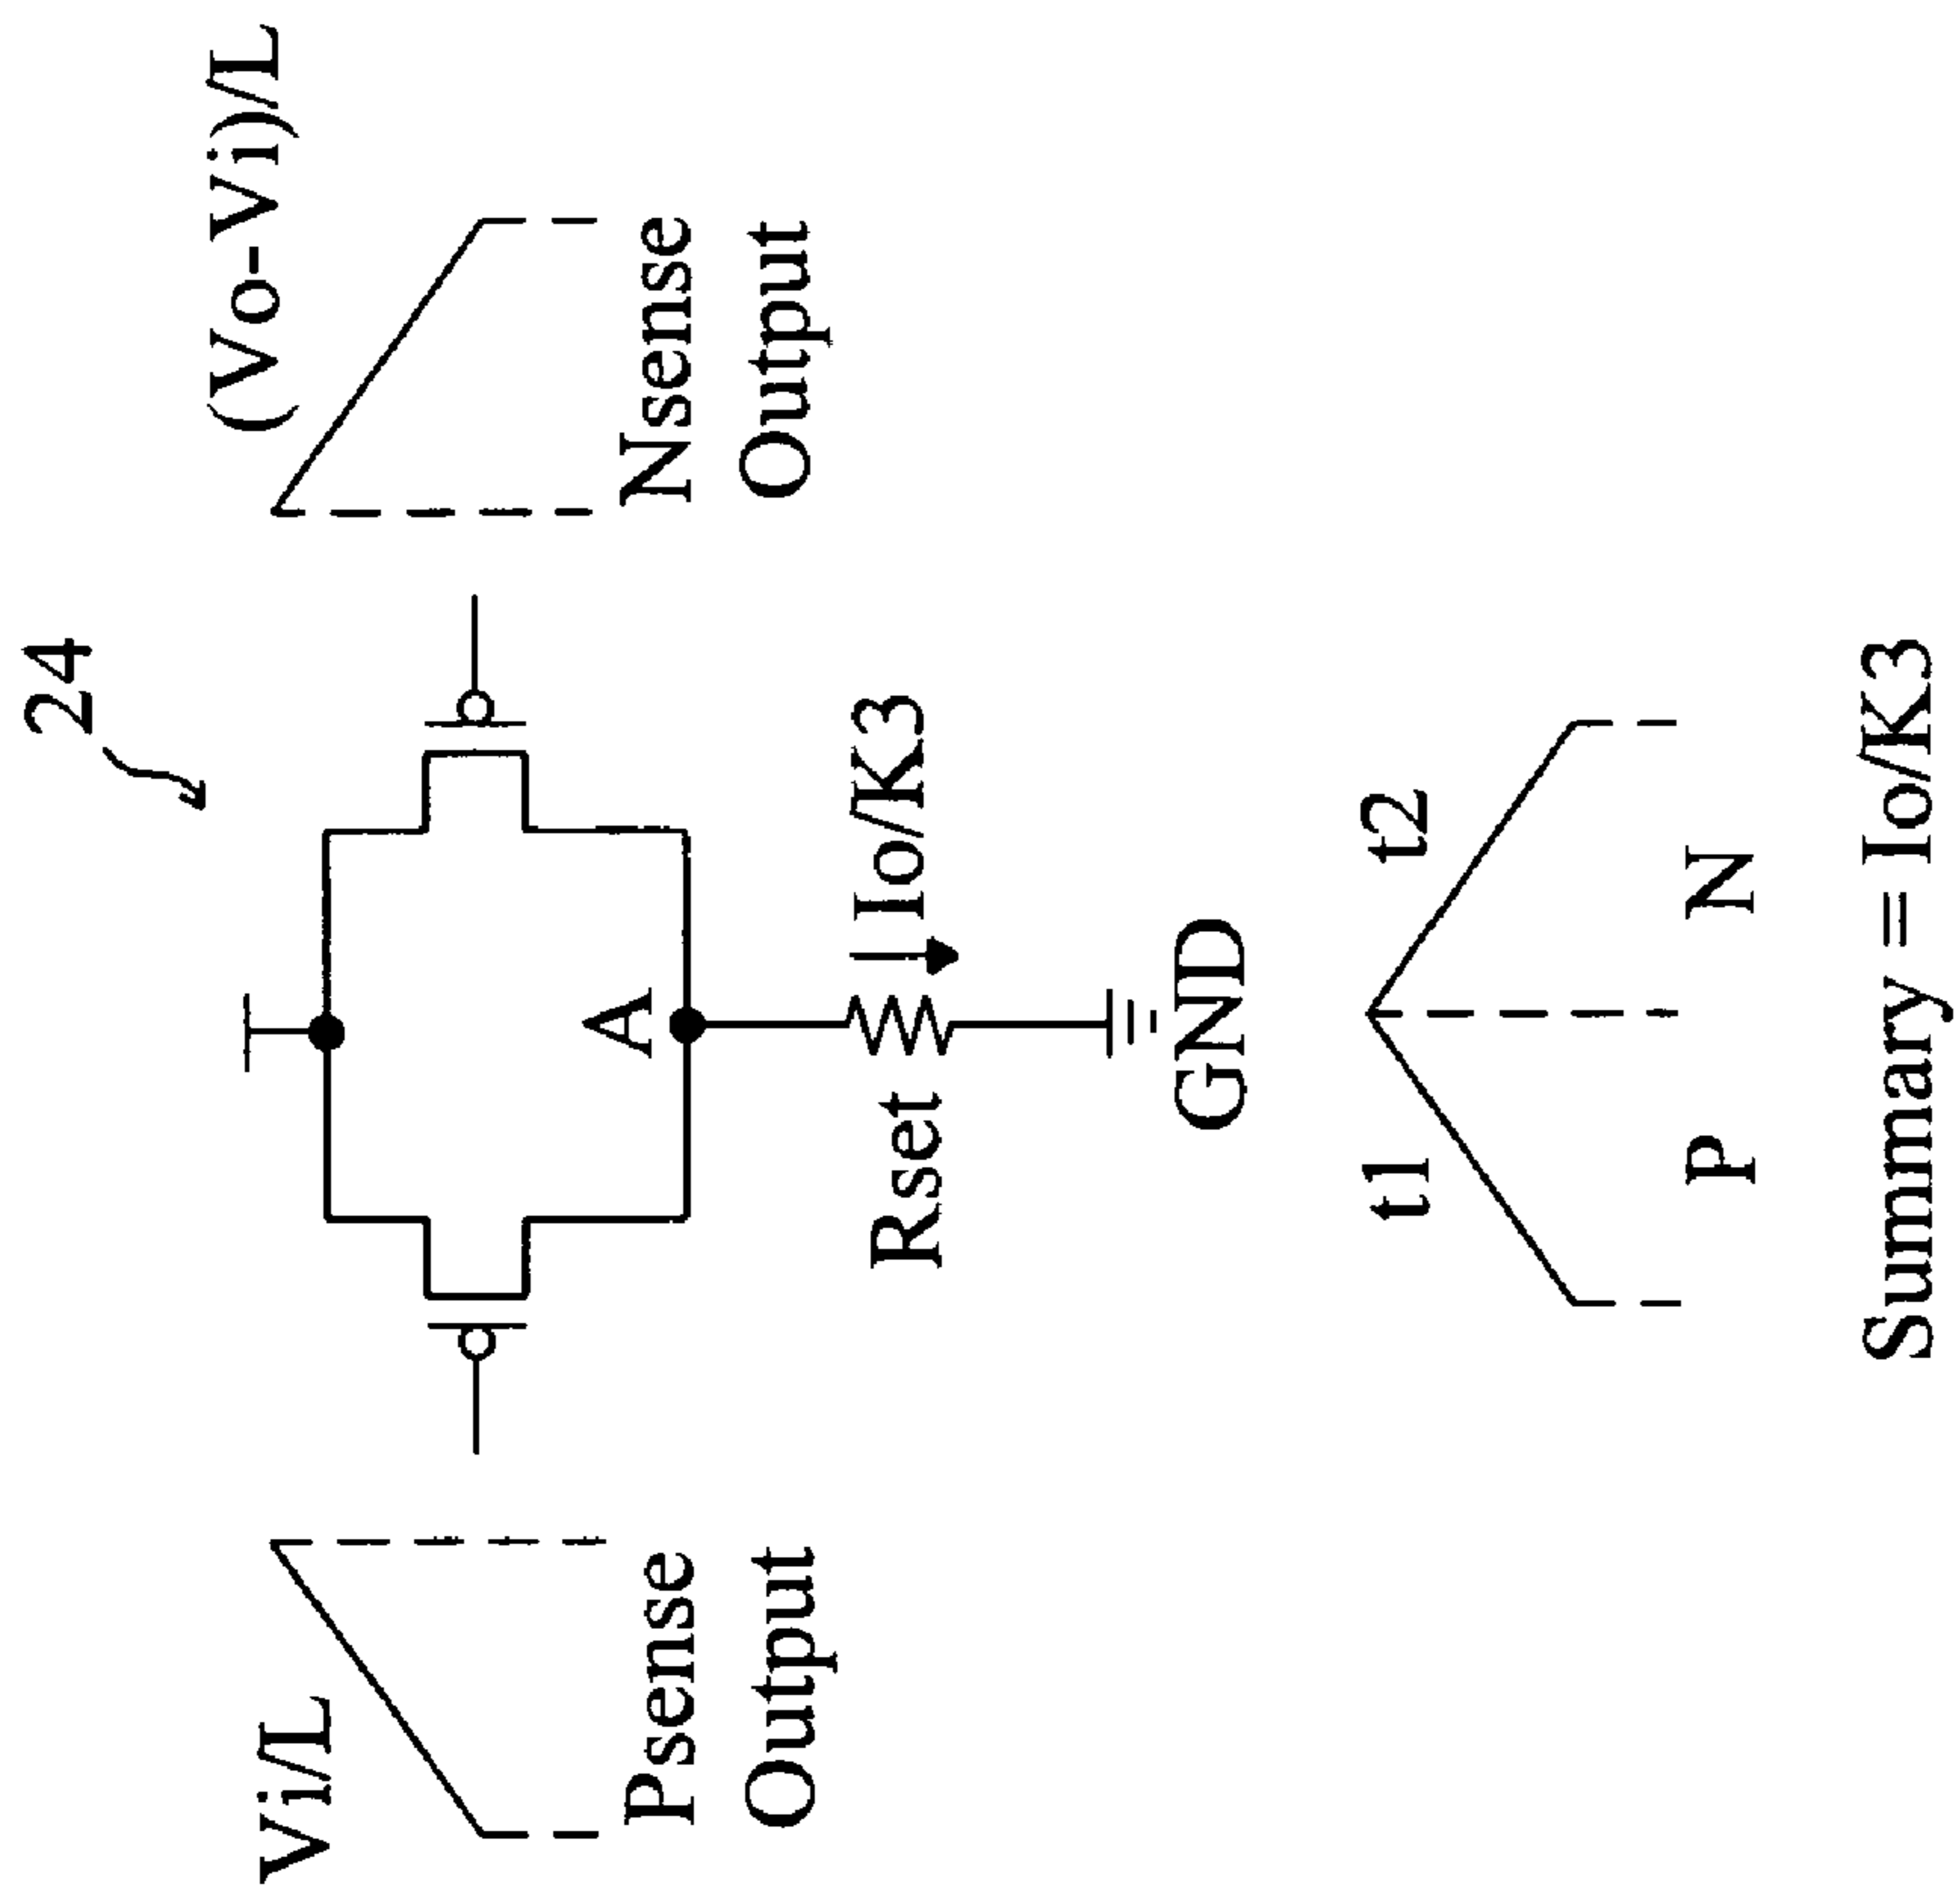 24
Vi/L
(Vo-Vi)/L
Psense
Output
A
Nsense
Output
Rset
Io/K3
GND
t1
t2
P
N
Summary = Io/K3